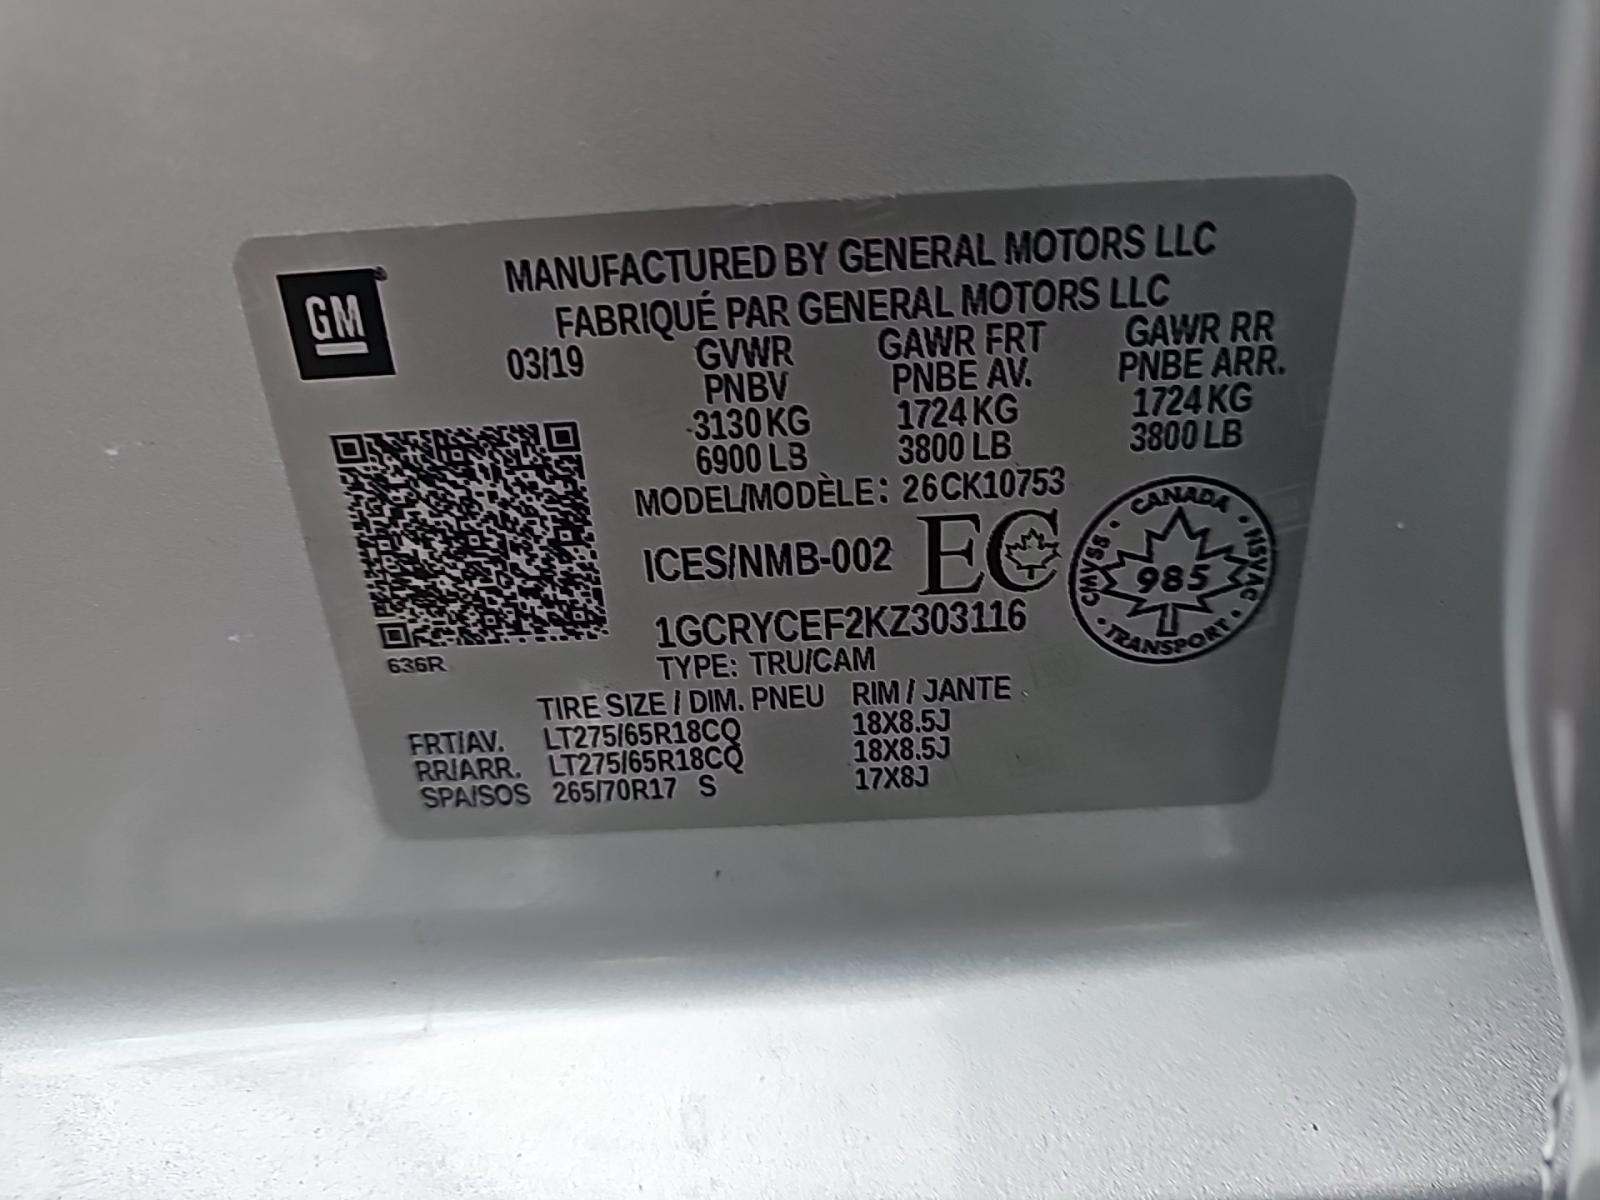 GM
MANUFACTURED BY GENERAL MOTORS LLC
FABRIQUÉ PAR GENERAL MOTORS LLC
03/19 GVWR GAWR FRT GAWR RR
PNBV PNBE AV. PNBE ARR.
3130 KG 1724 KG 1724 KG
6900 LB 3800 LB 3800 LB
MODEL/MODÈLE: 26CK10753
ICES/NMB-002 EC
CANADA
CMVSS 985 NSVAC
TRANSPORT
1GCRYCEF2KZ303116
636R TYPE: TRU/CAM
TIRE SIZE / DIM. PNEU RIM / JANTE
FRT/AV. LT275/65R18CQ 18X8.5J
RR/ARR. LT275/65R18CQ 18X8.5J
SPA/SOS 265/70R17 S 17X8J